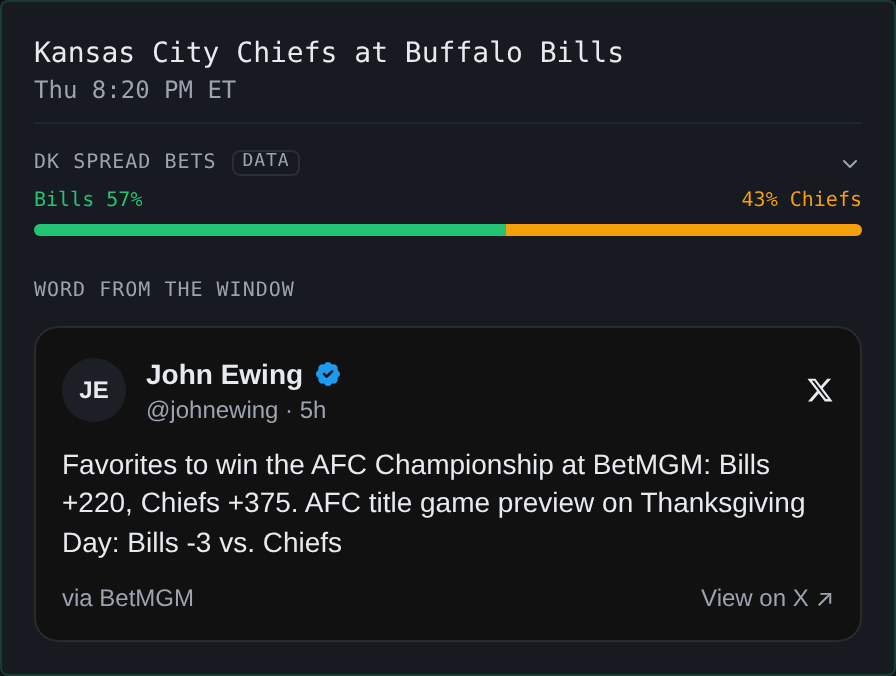 Kansas City Chiefs at Buffalo Bills
Thu 8:20 PM ET
DK SPREAD BETS DATA
Bills 57% 43% Chiefs
WORD FROM THE WINDOW
JE John Ewing
@johnewing · 5h
Favorites to win the AFC Championship at BetMGM: Bills
+220, Chiefs +375. AFC title game preview on Thanksgiving
Day: Bills -3 vs. Chiefs
via BetMGM View on X ↗